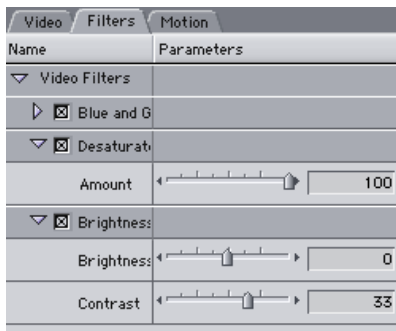 Video Filters Motion
Name Parameters
Video Filters
Blue and G
Desaturat
Amount 100
Brightness
Brightness 0
Contrast 33